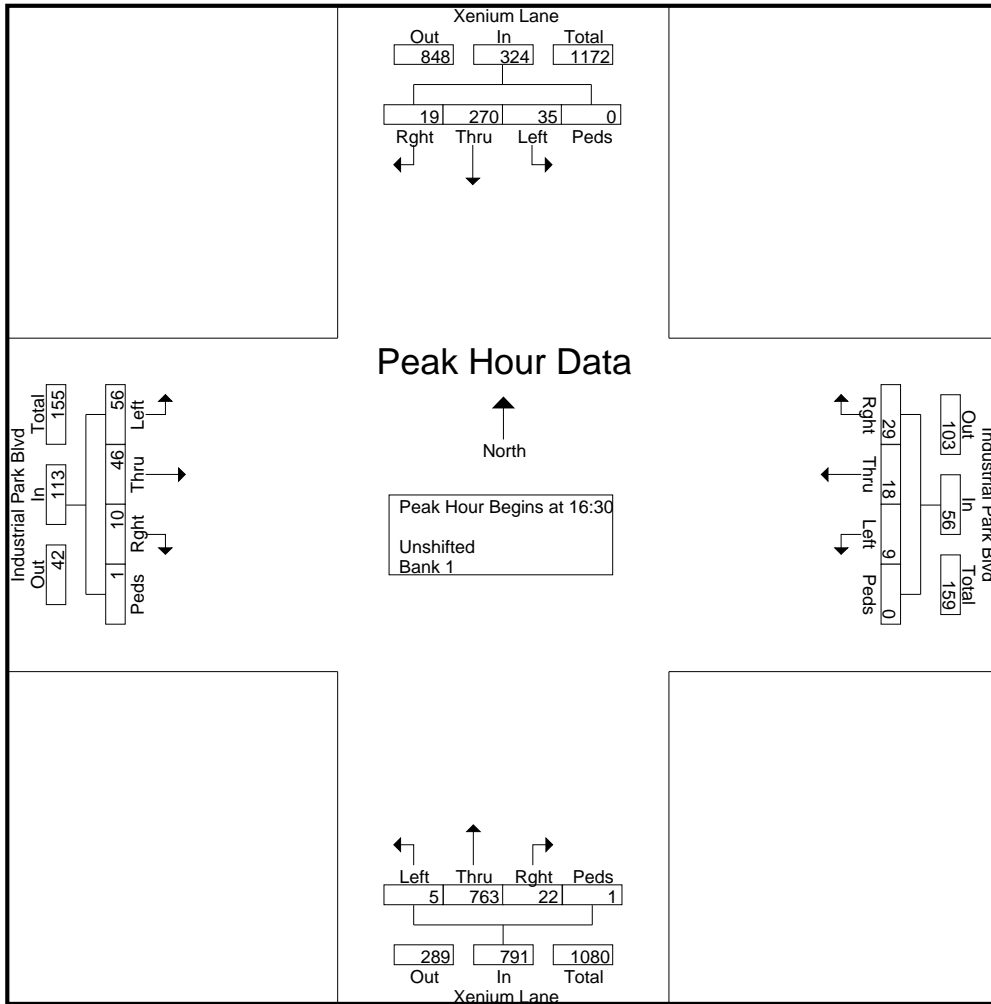 Xenium Lane
Out In Total
848 324 1172
19 270 35 0
Rght Thru Left Peds
Peak Hour Data
North
Peak Hour Begins at 16:30
Unshifted
Bank 1
Industrial Park Blvd
Out In Total
42 113 155
Left Thru Rght Peds
56 46 10 1
Industrial Park Blvd
Out In Total
103 56 159
Rght Thru Left Peds
29 18 9 0
Left Thru Rght Peds
5 763 22 1
289 791 1080
Out In Total
Xenium Lane